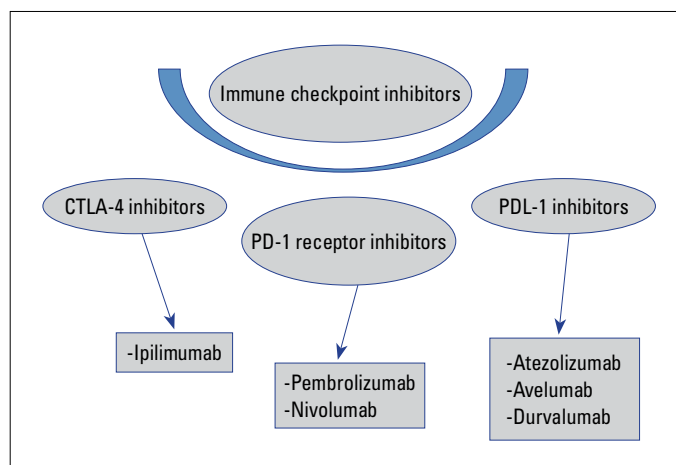 Immune checkpoint inhibitors
CTLA-4 inhibitors
PD-1 receptor inhibitors
PDL-1 inhibitors
-Ipilimumab
-Pembrolizumab
-Nivolumab
-Atezolizumab
-Avelumab
-Durvalumab